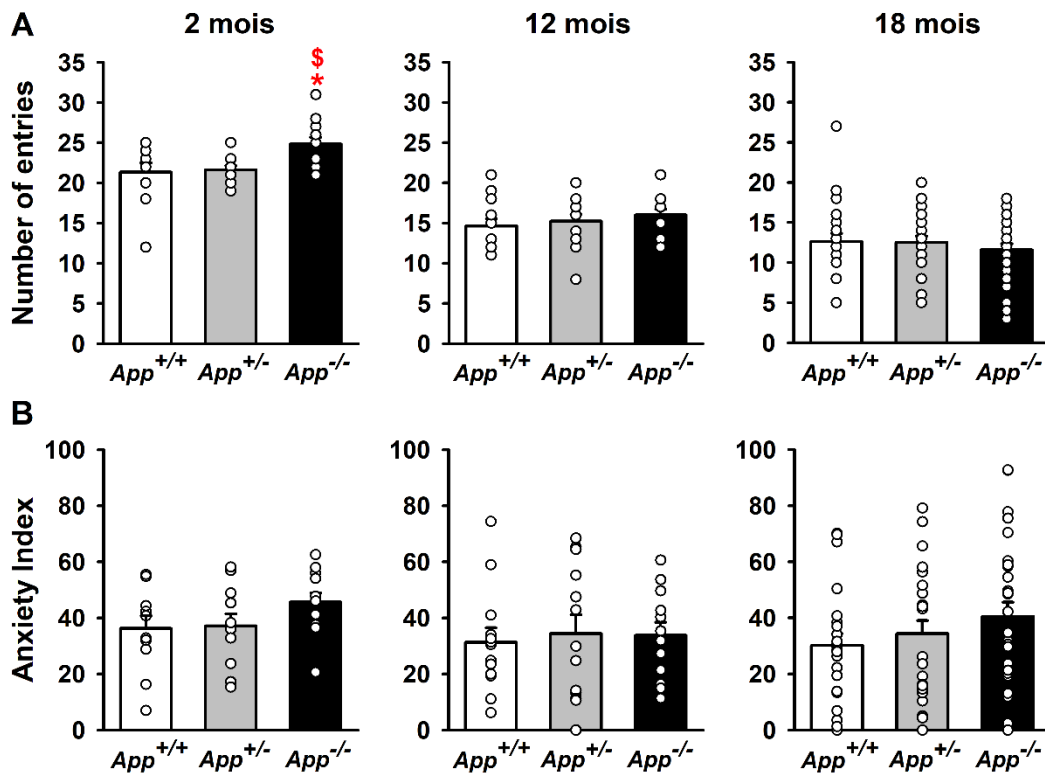 A
2 mois
12 mois
18 mois
Number of entries
$
*
35
30
25
20
15
10
5
0
App+/+
App+/-
App-/-
35
30
25
20
15
10
5
0
App+/+
App+/-
App-/-
35
30
25
20
15
10
5
0
App+/+
App+/-
App-/-
B
Anxiety Index
100
80
60
40
20
0
App+/+
App+/-
App-/-
100
80
60
40
20
0
App+/+
App+/-
App-/-
100
80
60
40
20
0
App+/+
App+/-
App-/-